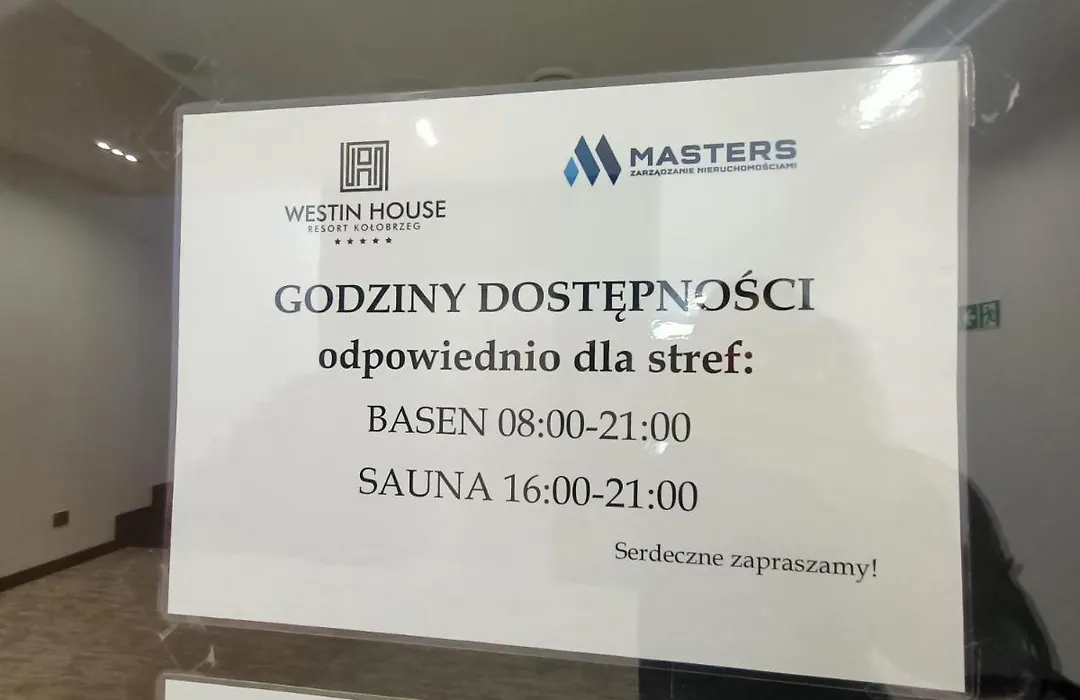 WESTIN HOUSE
RESORT KOŁOBRZEG
MASTERS
ZARZĄDZANIE NIERUCHOMOŚCIAMI
GODZINY DOSTĘPNOŚCI
odpowiednio dla stref:
BASEN 08:00-21:00
SAUNA 16:00-21:00
Serdeczne zapraszamy!